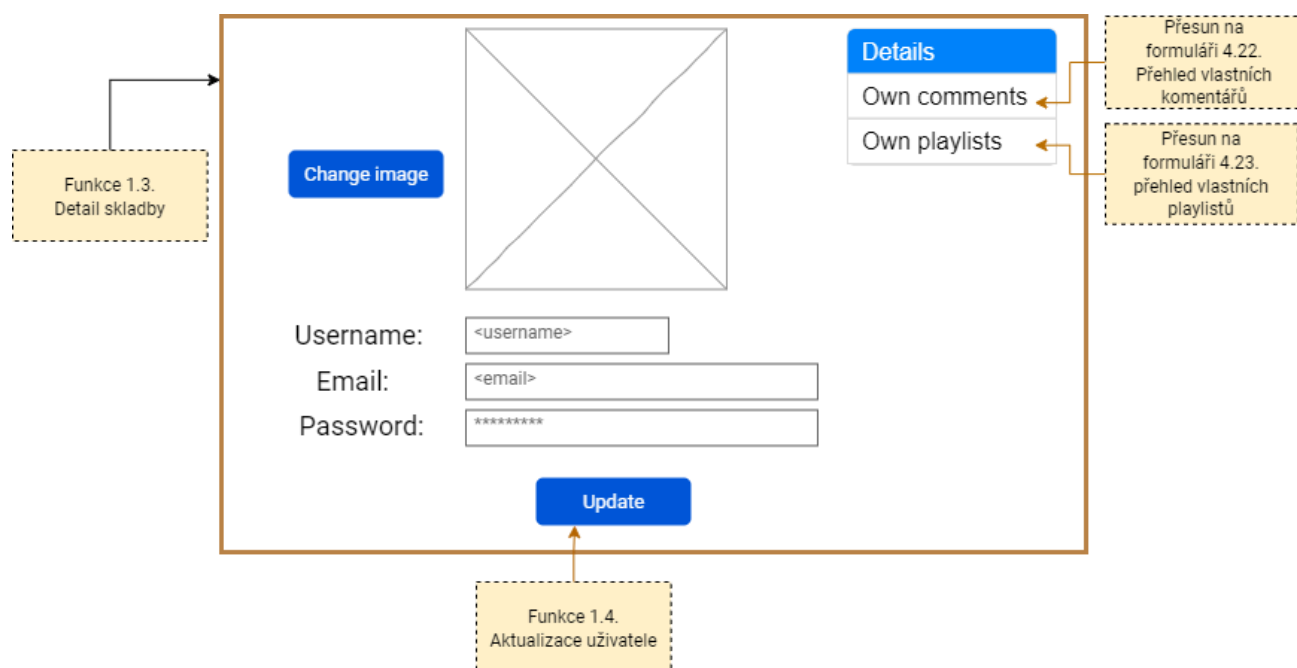 Funkce 1.3.
Detail skladby
Change image
Details
Own comments
Own playlists
Přesun na
formuláři 4.22.
Přehled vlastních
komentářů
Přesun na
formuláři 4.23.
přehled vlastních
playlistů
Username:
<username>
Email:
<email>
Password:
*********
Update
Funkce 1.4.
Aktualizace uživatele